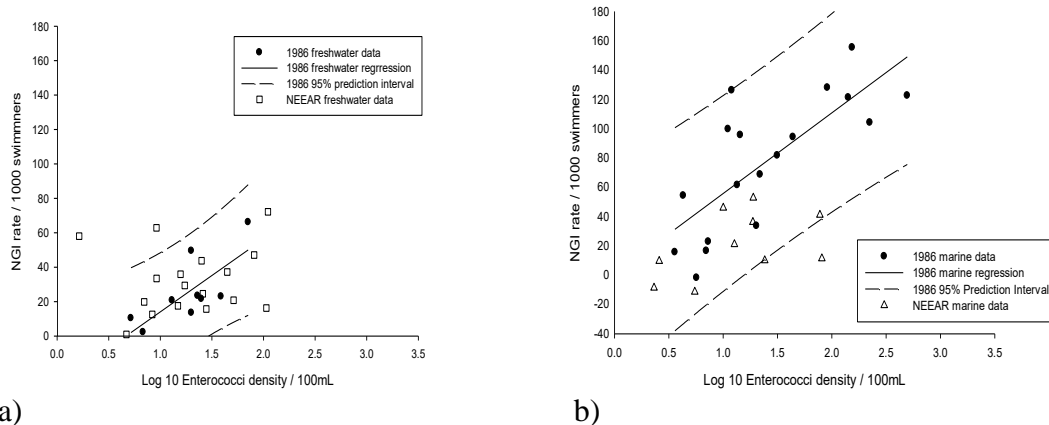 180
160
140
120
100
80
60
40
20
0
NGI rate / 1000 swimmners
1986 freshwater data
1986 freshwater regrression
1986 95% prediction interval
NEEAR freshwater data
0.0 0.5 1.0 1.5 2.0 2.5 3.0 3.5
Log 10 Enterococci density / 100mL
a)
180
160
140
120
100
80
60
40
20
0
-20
-40
NGI rate / 1000 swimmers
1986 marine data
1986 marine regression
1986 95% Prediction Interval
NEEAR marine data
0.0 0.5 1.0 1.5 2.0 2.5 3.0 3.5
Log 10 Enterococci density / 100mL
b)